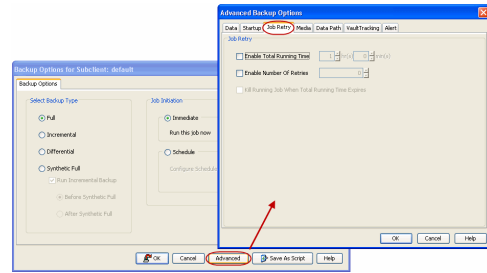 Advanced Backup Options
Data Startup Job Retry Media Data Path VaultTracking Alert
Job Retry
Enable Total Running Time 1 hr(s) 0 min(s)
Enable Number Of Retries 0
Kill Running Job When Total Running Time Expires
OK Cancel Help
Backup Options for Subclient: default
Backup Options
Select Backup Type
Full
Incremental
Differential
Synthetic Full
Run Incremental Backup
Before Synthetic Full
After Synthetic Full
Job Initiation
Immediate
Run this job now
Schedule
Configure Schedule
OK Cancel Advanced Save As Script Help